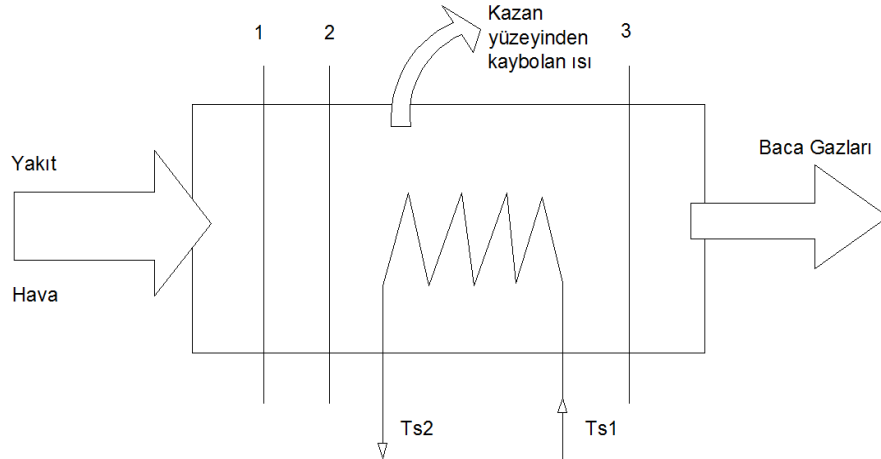 1
2
Kazan
yüzeyinden
kaybolan ısı
3
Yakıt
Baca Gazları
Hava
Ts2
Ts1